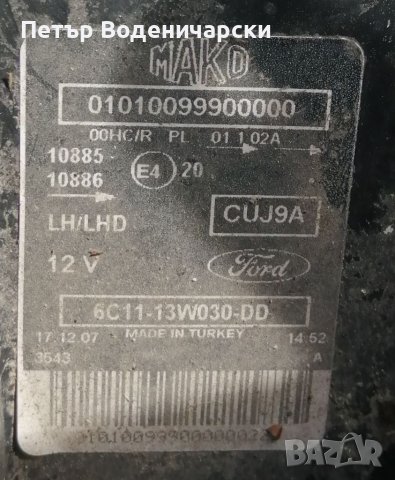 Петър Воденичарски
MAKO
01010099900000
00HC/R PL 01 1 02A
10885
10886
E4 20
LH/LHD
CUJ9A
12 V
Ford
6C11-13W030-DD
17.12.07 MADE IN TURKEY 14:52
3543 A
BAZAR